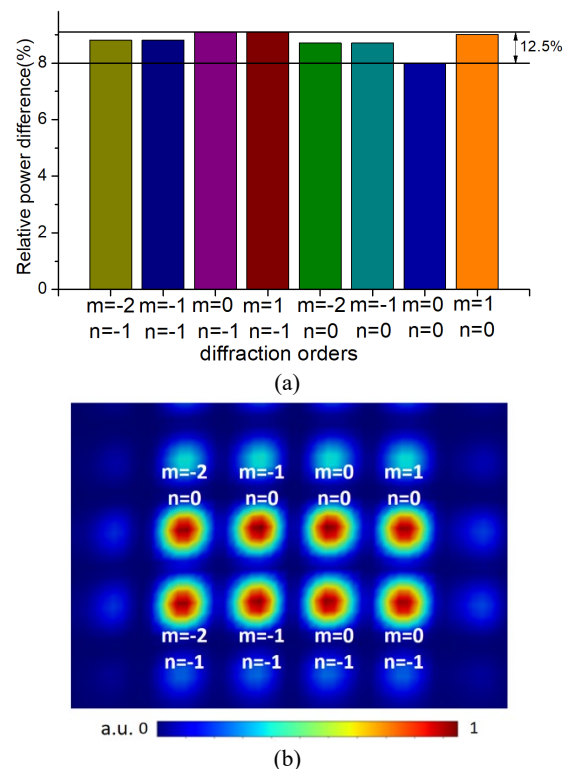 Relative power difference(%)
8
6
4
2
0
12.5%
m=-2 m=-1 m=0 m=1 m=-2 m=-1 m=0 m=1
n=-1 n=-1 n=-1 n=-1 n=0 n=0 n=0 n=0
diffraction orders
(a)
m=-2 m=-1 m=0 m=1
n=0 n=0 n=0 n=0
m=-2 m=-1 m=0 m=0
n=-1 n=-1 n=-1 n=-1
a.u. 0 1
(b)